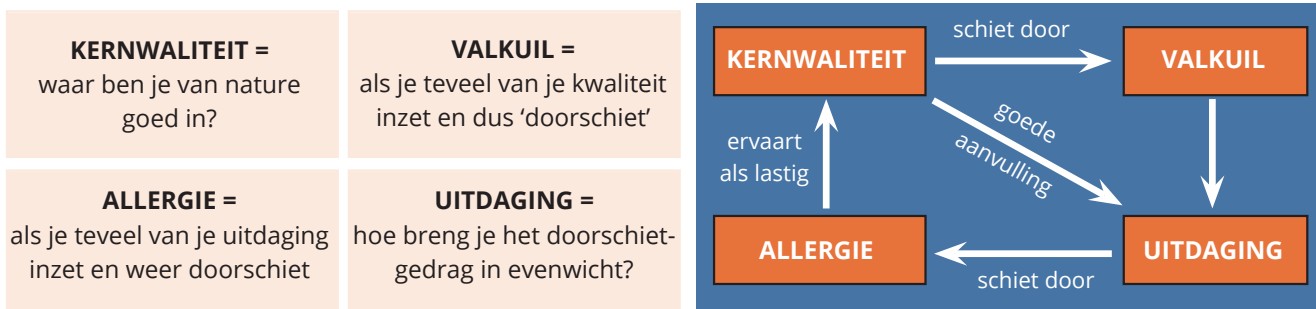 KERNWALITEIT =
waar ben je van nature
goed in?
VALKUIL =
als je teveel van je kwaliteit
inzet en dus ‘doorschiet’
ALLERGIE =
als je teveel van je uitdaging
inzet en weer doorschiet
UITDAGING =
hoe breng je het doorschiet-
gedrag in evenwicht?
KERNWALITEIT
schiet door
VALKUIL
goede
aanvulling
ervaart
als lastig
ALLERGIE
schiet door
UITDAGING